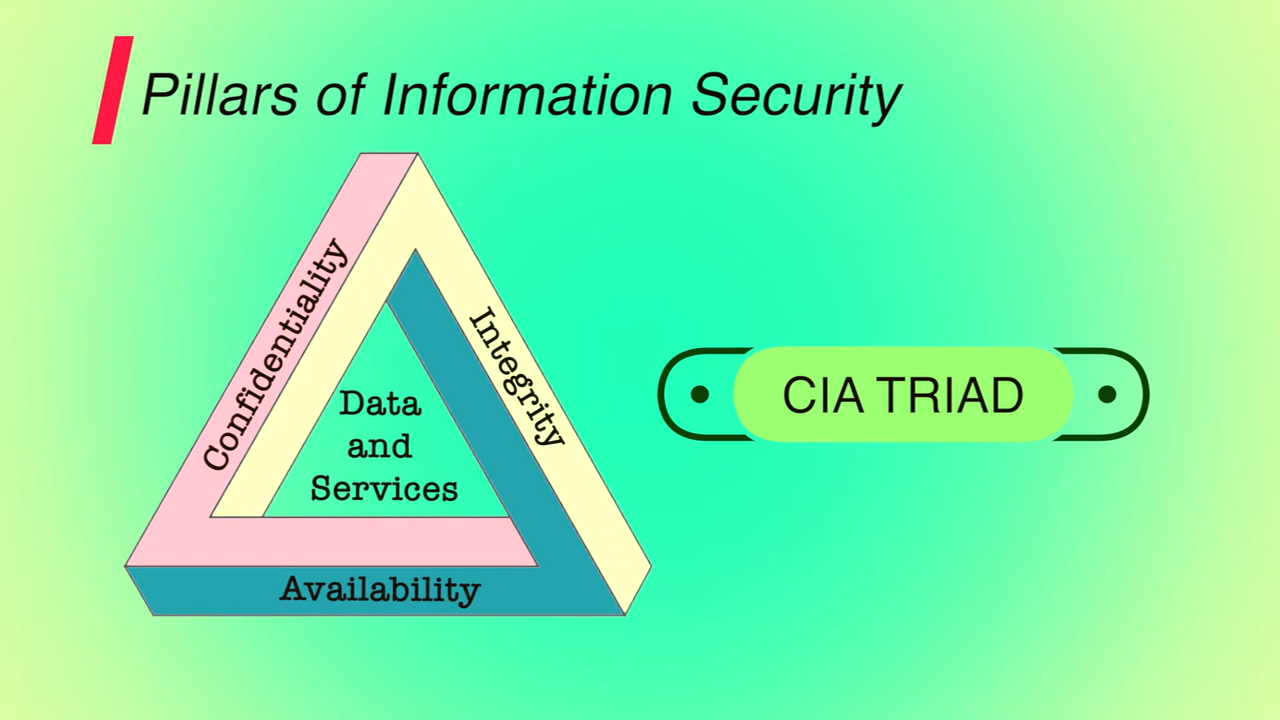 Pillars of Information Security
Confidentiality
Integrity
Data
and
Services
Availability
CIA TRIAD